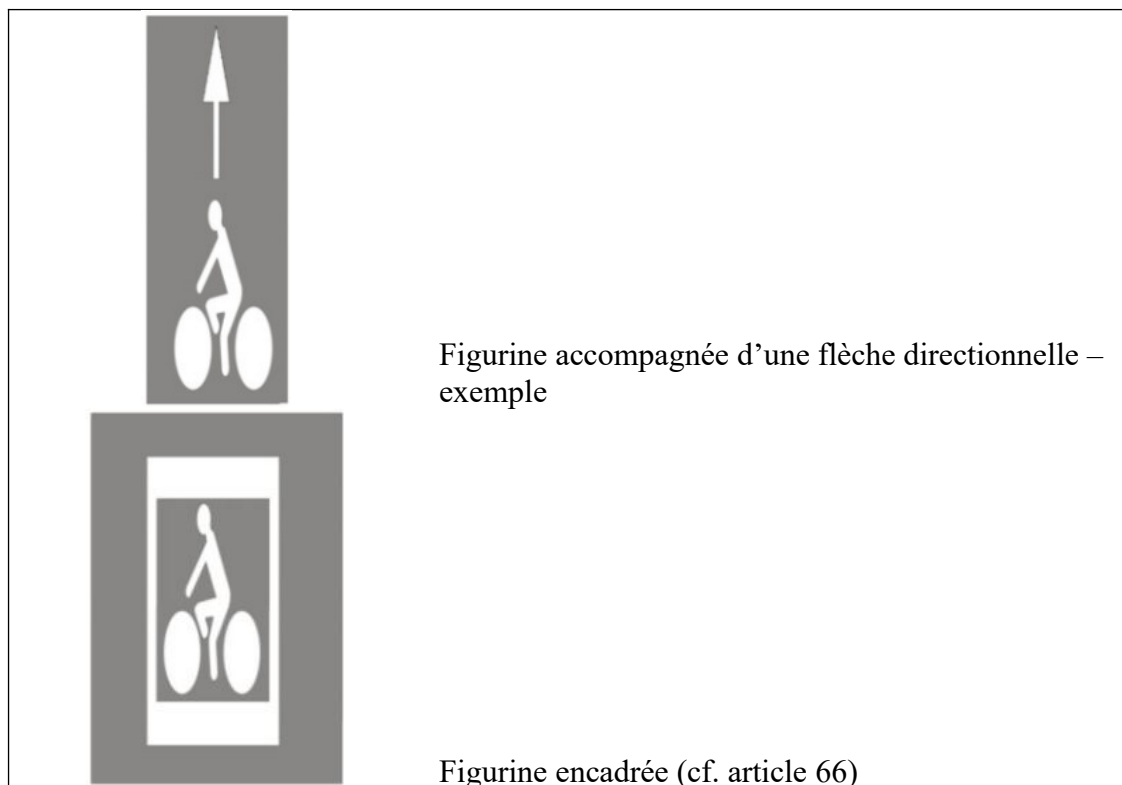 Figurine accompagnée d’une flèche directionnelle –
exemple
Figurine encadrée (cf. article 66)